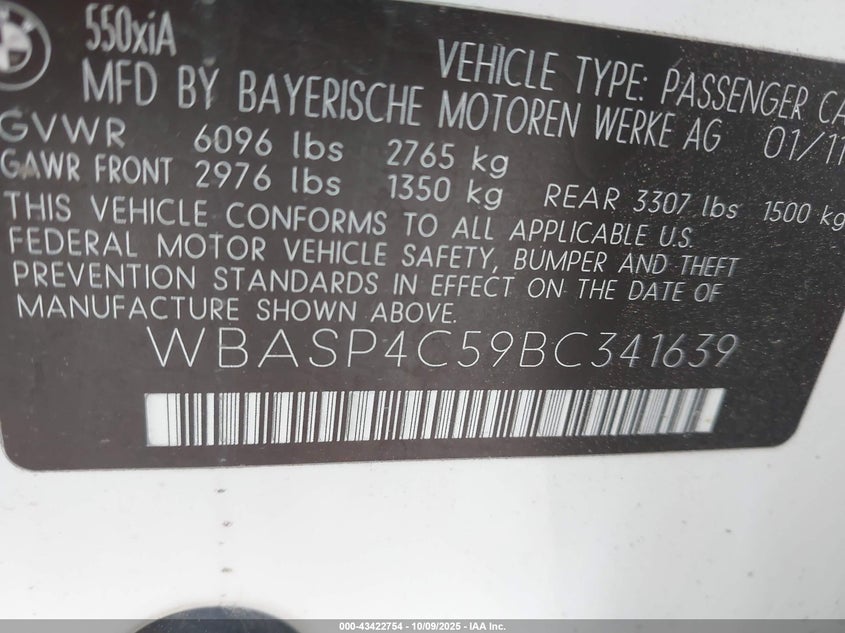 550xiA
VEHICLE TYPE: PASSENGER CA
MFD BY BAYERISCHE MOTOREN WERKE AG 01/11
GVWR 6096 lbs 2765 kg
GAWR FRONT 2976 lbs 1350 kg REAR 3307 lbs 1500 kg
THIS VEHICLE CONFORMS TO ALL APPLICABLE U.S.
FEDERAL MOTOR VEHICLE SAFETY, BUMPER AND THEFT
PREVENTION STANDARDS IN EFFECT ON THE DATE OF
MANUFACTURE SHOWN ABOVE.
WBASP4C59BC341639
000-43422754 - 10/09/2025 - IAA Inc.